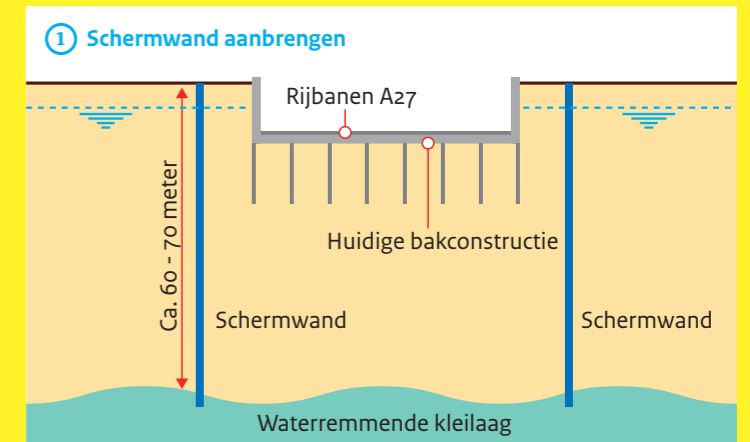 1 Schermwand aanbrengen
Rijbanen A27
Ca. 60 - 70 meter
Huidige bakconstructie
Schermwand
Schermwand
Waterremmende kleilaag